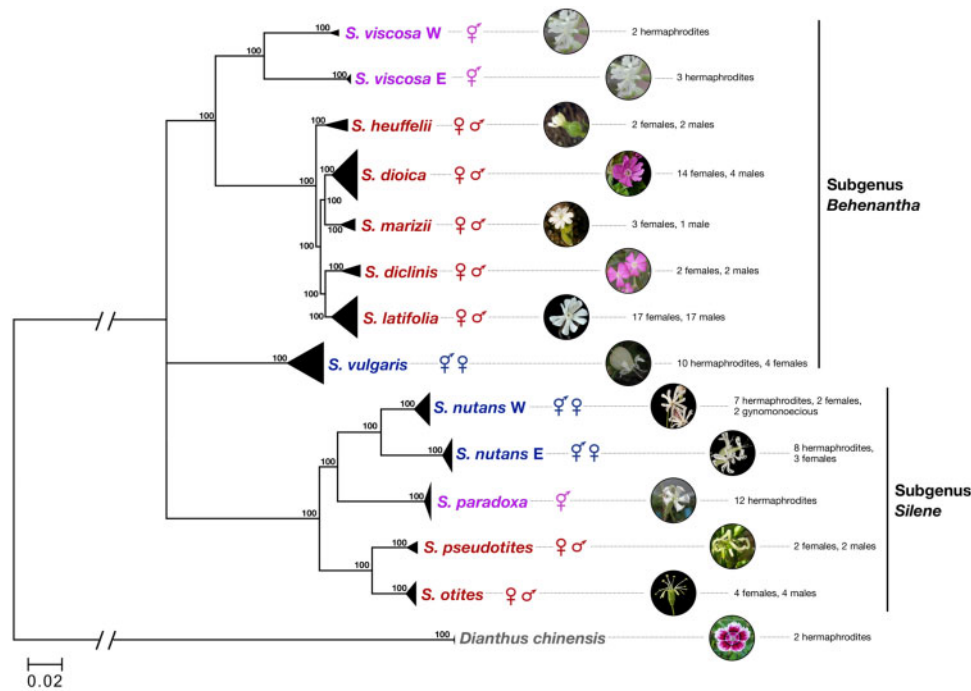 100 S. viscosa W ⚥ 2 hermaphrodites
100
100 S. viscosa E ⚥ 3 hermaphrodites
100
100 S. heuffelii ♀ ♂ 2 females, 2 males
100 S. dioica ♀ ♂ 14 females, 4 males
100
100
100 S. marizii ♀ ♂ 3 females, 1 male
100
100 S. diclinis ♀ ♂ 2 females, 2 males
100
100 S. latifolia ♀ ♂ 17 females, 17 males
Subgenus
Behenantha
100 S. vulgaris ⚥ ♀ 10 hermaphrodites, 4 females
100 S. nutans W ⚥ ♀ 7 hermaphrodites, 2 females,
2 gynomonoecious
100
100 S. nutans E ⚥ ♀ 8 hermaphrodites,
3 females
100
100 S. paradoxa ⚥ 12 hermaphrodites
100
100 S. pseudotites ♀ ♂ 2 females, 2 males
100
100 S. otites ♀ ♂ 4 females, 4 males
Subgenus
Silene
100 Dianthus chinensis 2 hermaphrodites
0.02